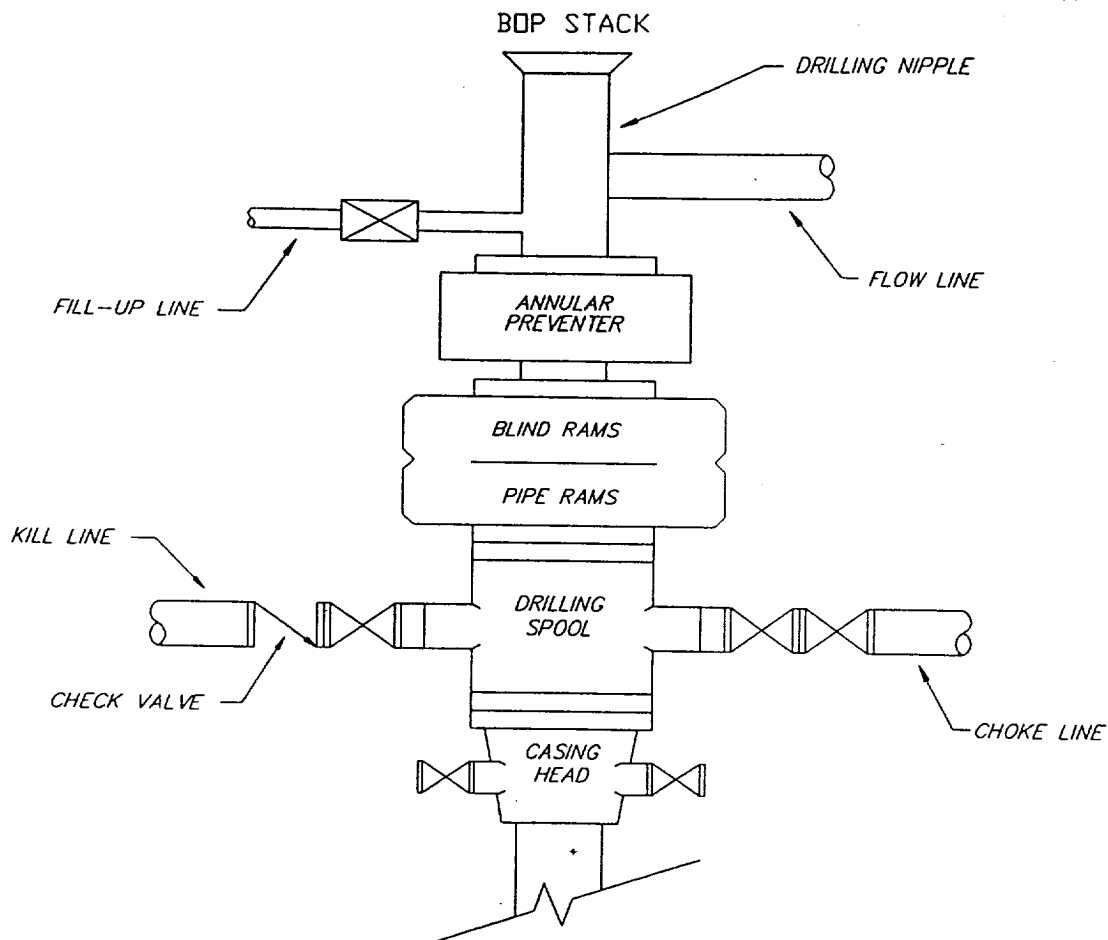 BOP STACK
DRILLING NIPPLE
FLOW LINE
FILL-UP LINE
ANNULAR
PREVENTER
BLIND RAMS
PIPE RAMS
KILL LINE
DRILLING
SPOOL
CHECK VALVE
CHOKE LINE
CASING
HEAD